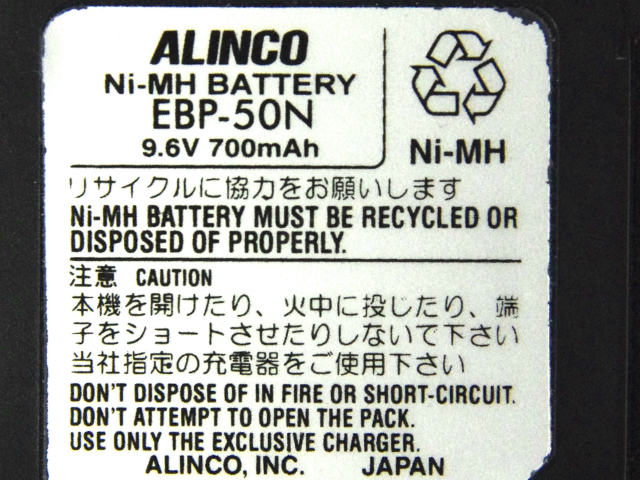 ALINCO
Ni-MH BATTERY
EBP-50N
9.6V 700mAh
Ni-MH
リサイクルに協力をお願いします
Ni-MH BATTERY MUST BE RECYCLED OR
DISPOSED OF PROPERLY.
注意 CAUTION
本機を開けたり、火中に投じたり、端
子をショートさせたりしないで下さい
当社指定の充電器をご使用下さい
DON'T DISPOSE OF IN FIRE OR SHORT-CIRCUIT.
DON'T ATTEMPT TO OPEN THE PACK.
USE ONLY THE EXCLUSIVE CHARGER.
ALINCO, INC. JAPAN